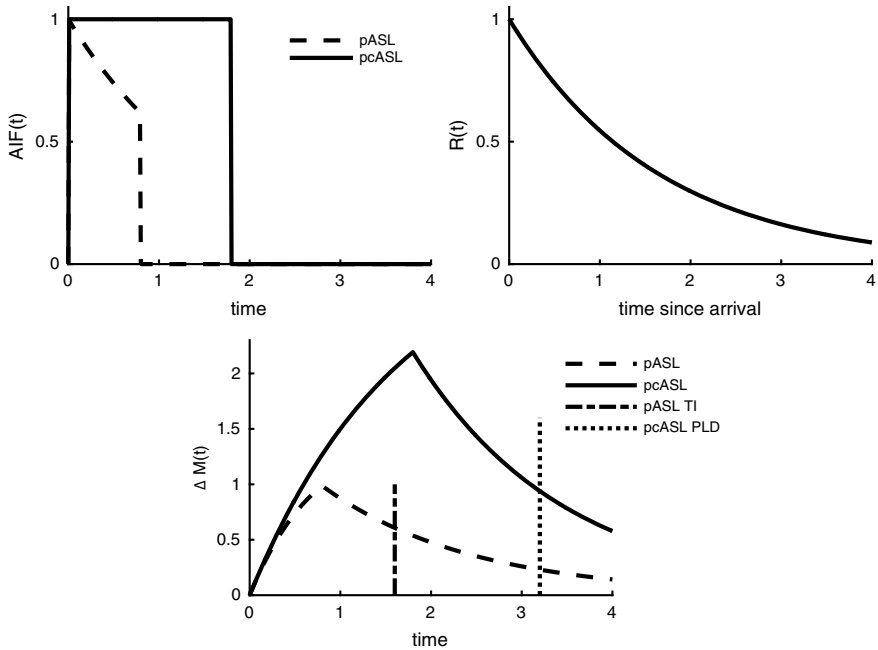 1
0.5
0
AIF(t)
0 1 2 3 4
time
pASL
pcASL
1
0.5
0
R(t)
0 1 2 3 4
time since arrival
2
1.5
1
0.5
0
Δ M(t)
0 1 2 3 4
time
pASL
pcASL
pASL TI
pcASL PLD